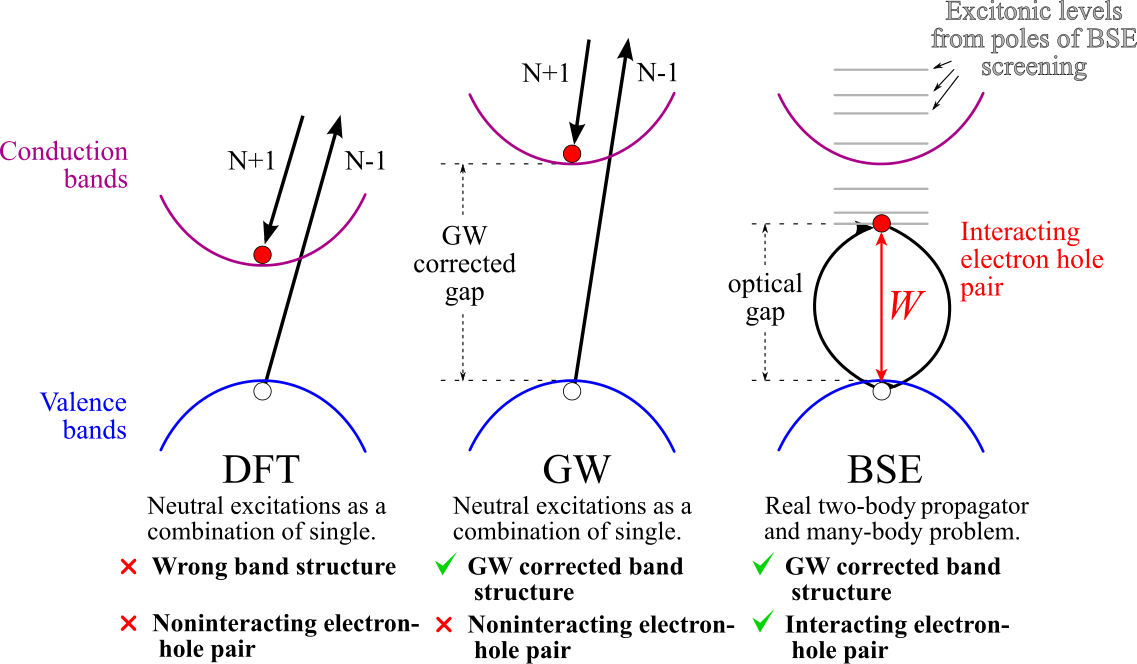 Excitonic levels
from poles of BSE
screening
N+1
N-1
N+1
N-1
Conduction
bands
GW
corrected
gap
optical
gap
W
Interacting
electron hole
pair
Valence
bands
DFT
GW
BSE
Neutral excitations as a
combination of single.
Neutral excitations as a
combination of single.
Real two-body propagator
and many-body problem.
Wrong band structure
GW corrected band
structure
GW corrected band
structure
Noninteracting electron-
hole pair
Noninteracting electron-
hole pair
Interacting electron-
hole pair